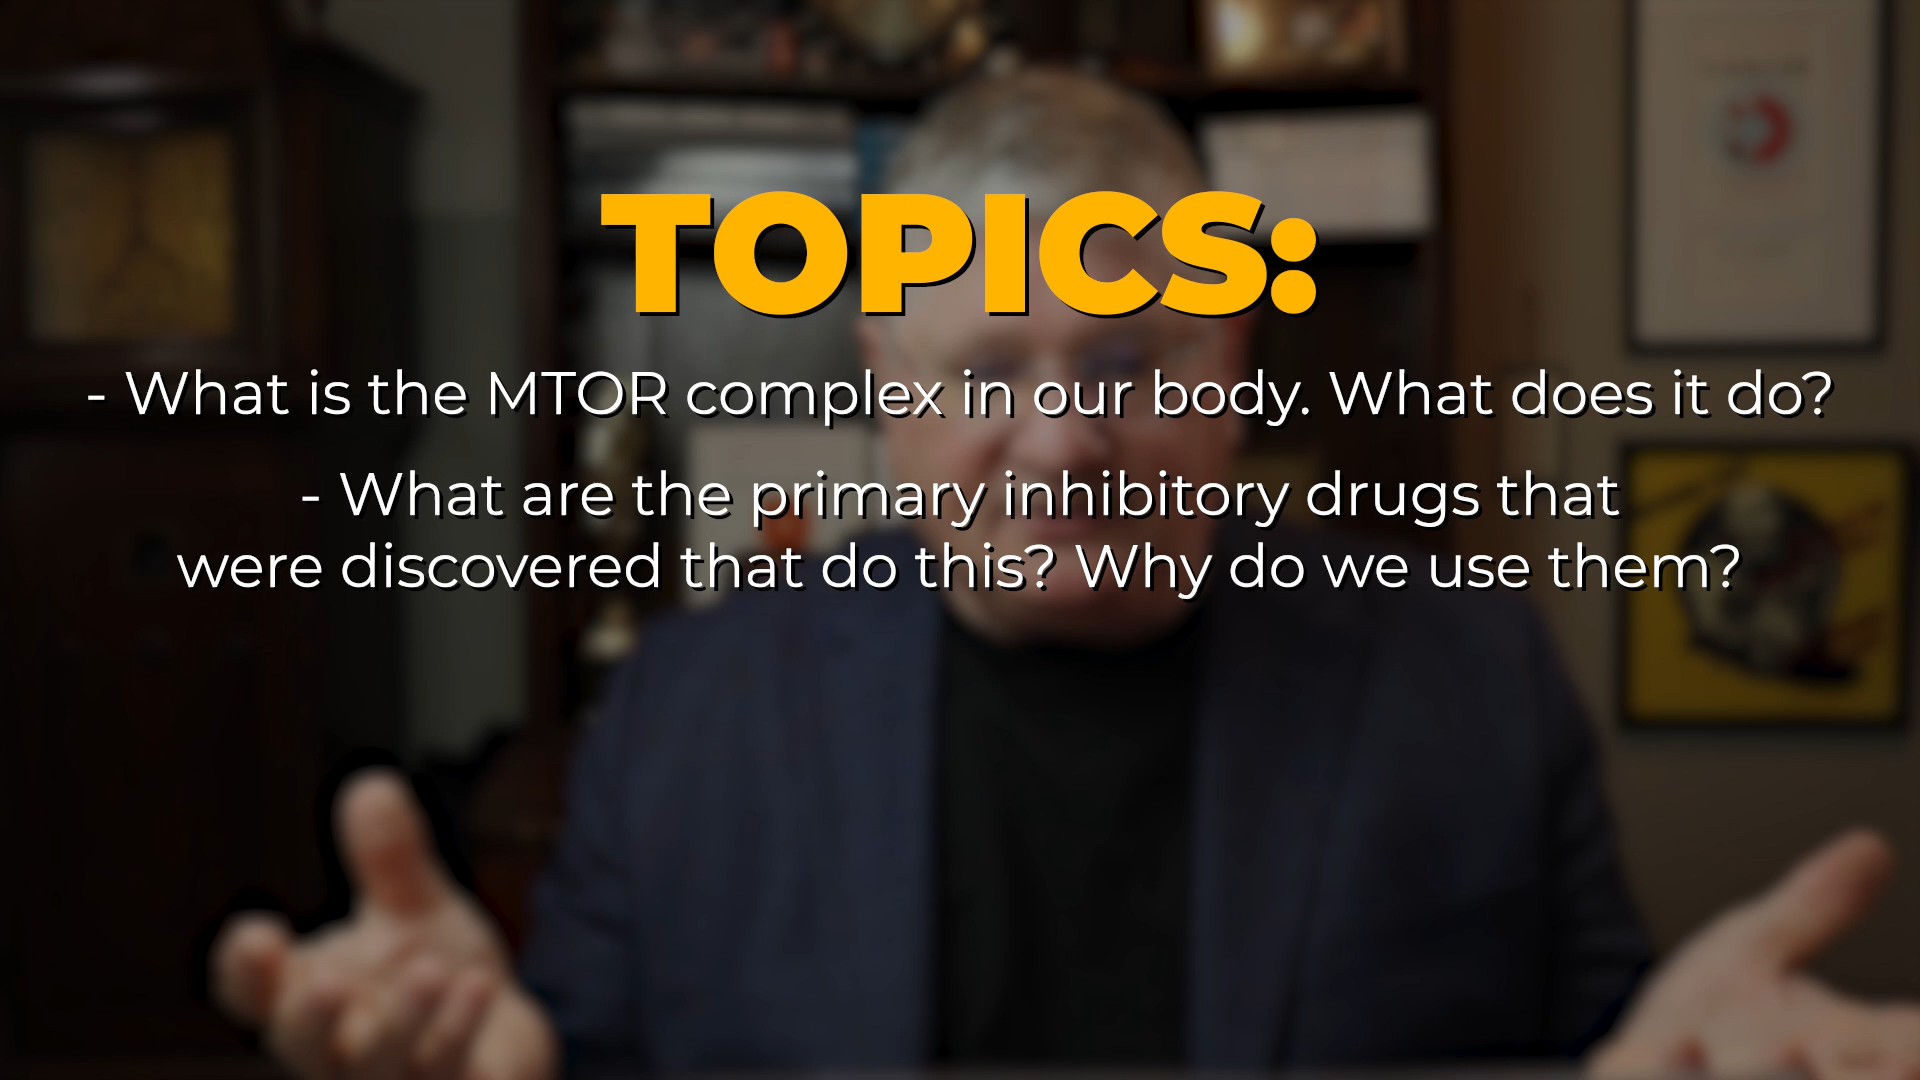 TOPICS:
- What is the MTOR complex in our body. What does it do?
- What are the primary inhibitory drugs that
were discovered that do this? Why do we use them?